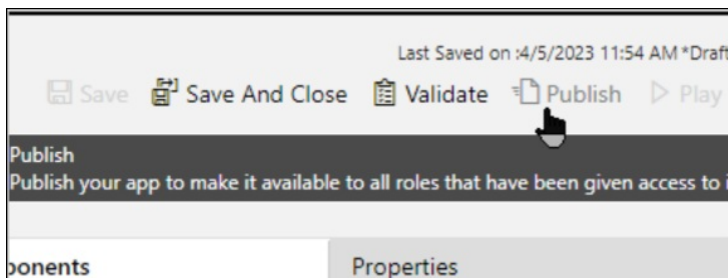 Last Saved on :4/5/2023 11:54 AM *Draft
Save Save And Close Validate Publish Play
Publish
Publish your app to make it available to all roles that have been given access to
ponents Properties